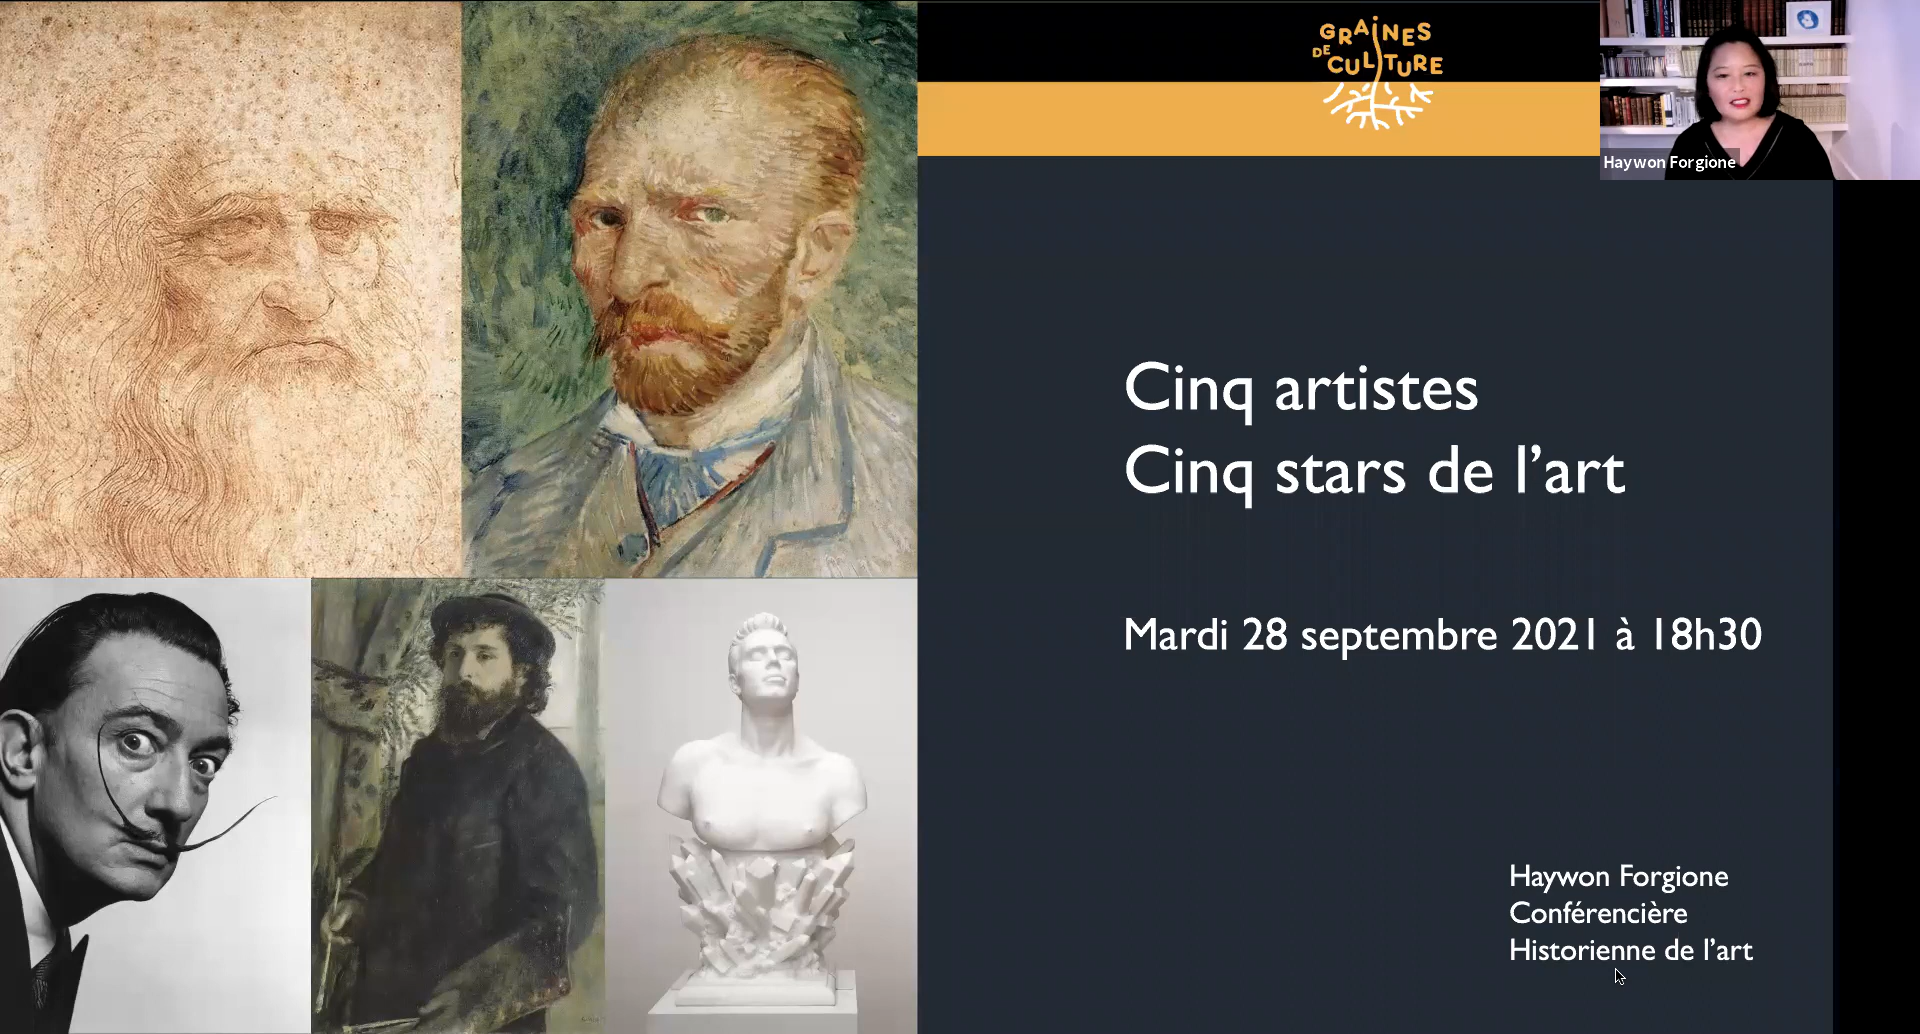 GRAINES
DE
CULTURE
Haywon Forgione
Cinq artistes
Cinq stars de l’art
Mardi 28 septembre 2021 à 18h30
Haywon Forgione
Conférencière
Historienne de l’art